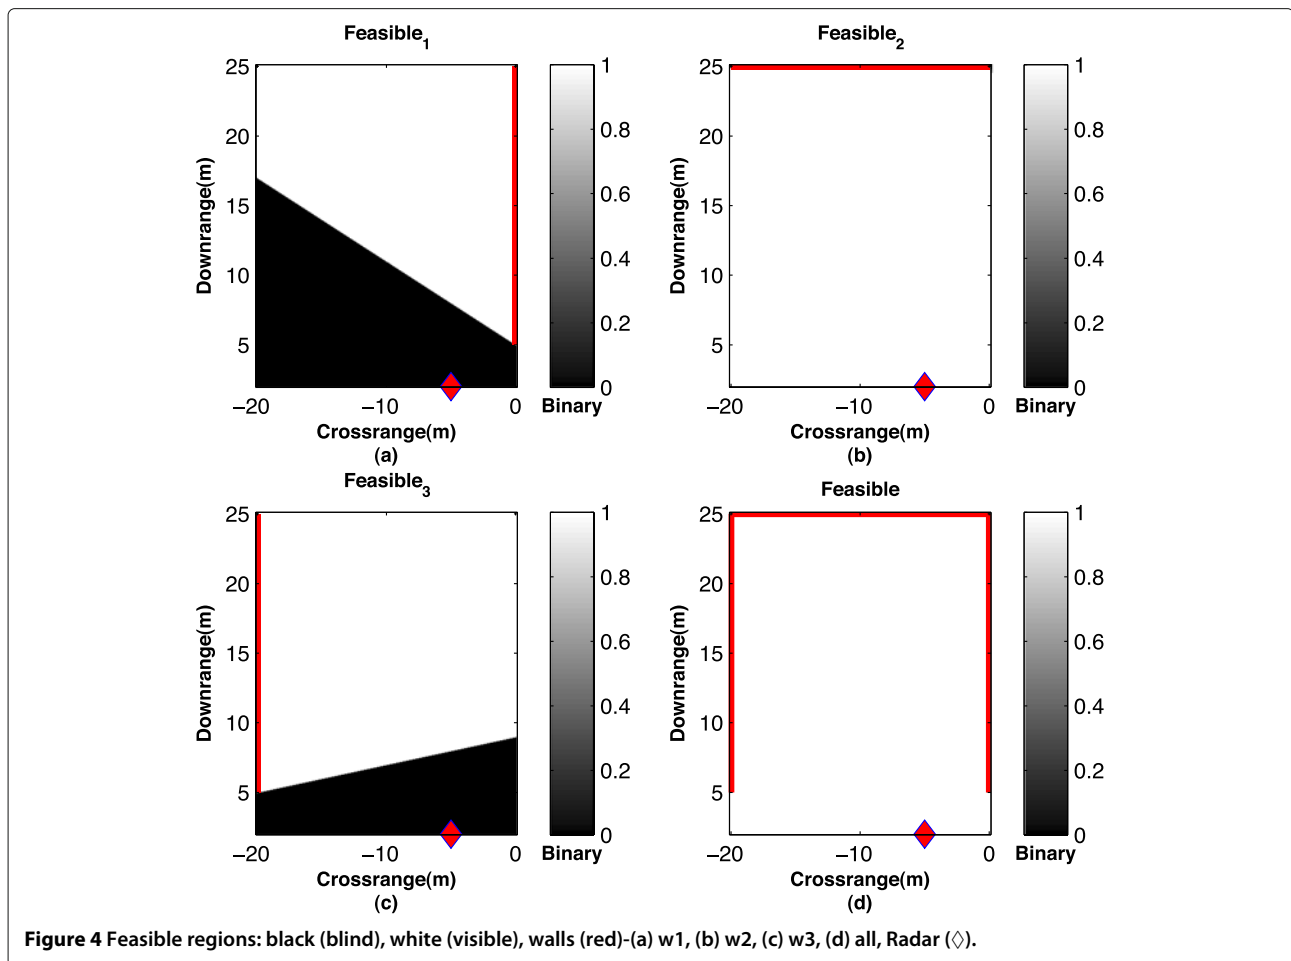 Feasible1
25
20
15
10
5
−20
−10
0
Downrange(m)
Crossrange(m)
(a)
1
0.8
0.6
0.4
0.2
0
Binary
Feasible2
25
20
15
10
5
−20
−10
0
Downrange(m)
Crossrange(m)
(b)
1
0.8
0.6
0.4
0.2
0
Binary
Feasible3
25
20
15
10
5
−20
−10
0
Downrange(m)
Crossrange(m)
(c)
1
0.8
0.6
0.4
0.2
0
Binary
Feasible
25
20
15
10
5
−20
−10
0
Downrange(m)
Crossrange(m)
(d)
1
0.8
0.6
0.4
0.2
0
Binary
Figure 4 Feasible regions: black (blind), white (visible), walls (red)-(a) w1, (b) w2, (c) w3, (d) all, Radar (◇).